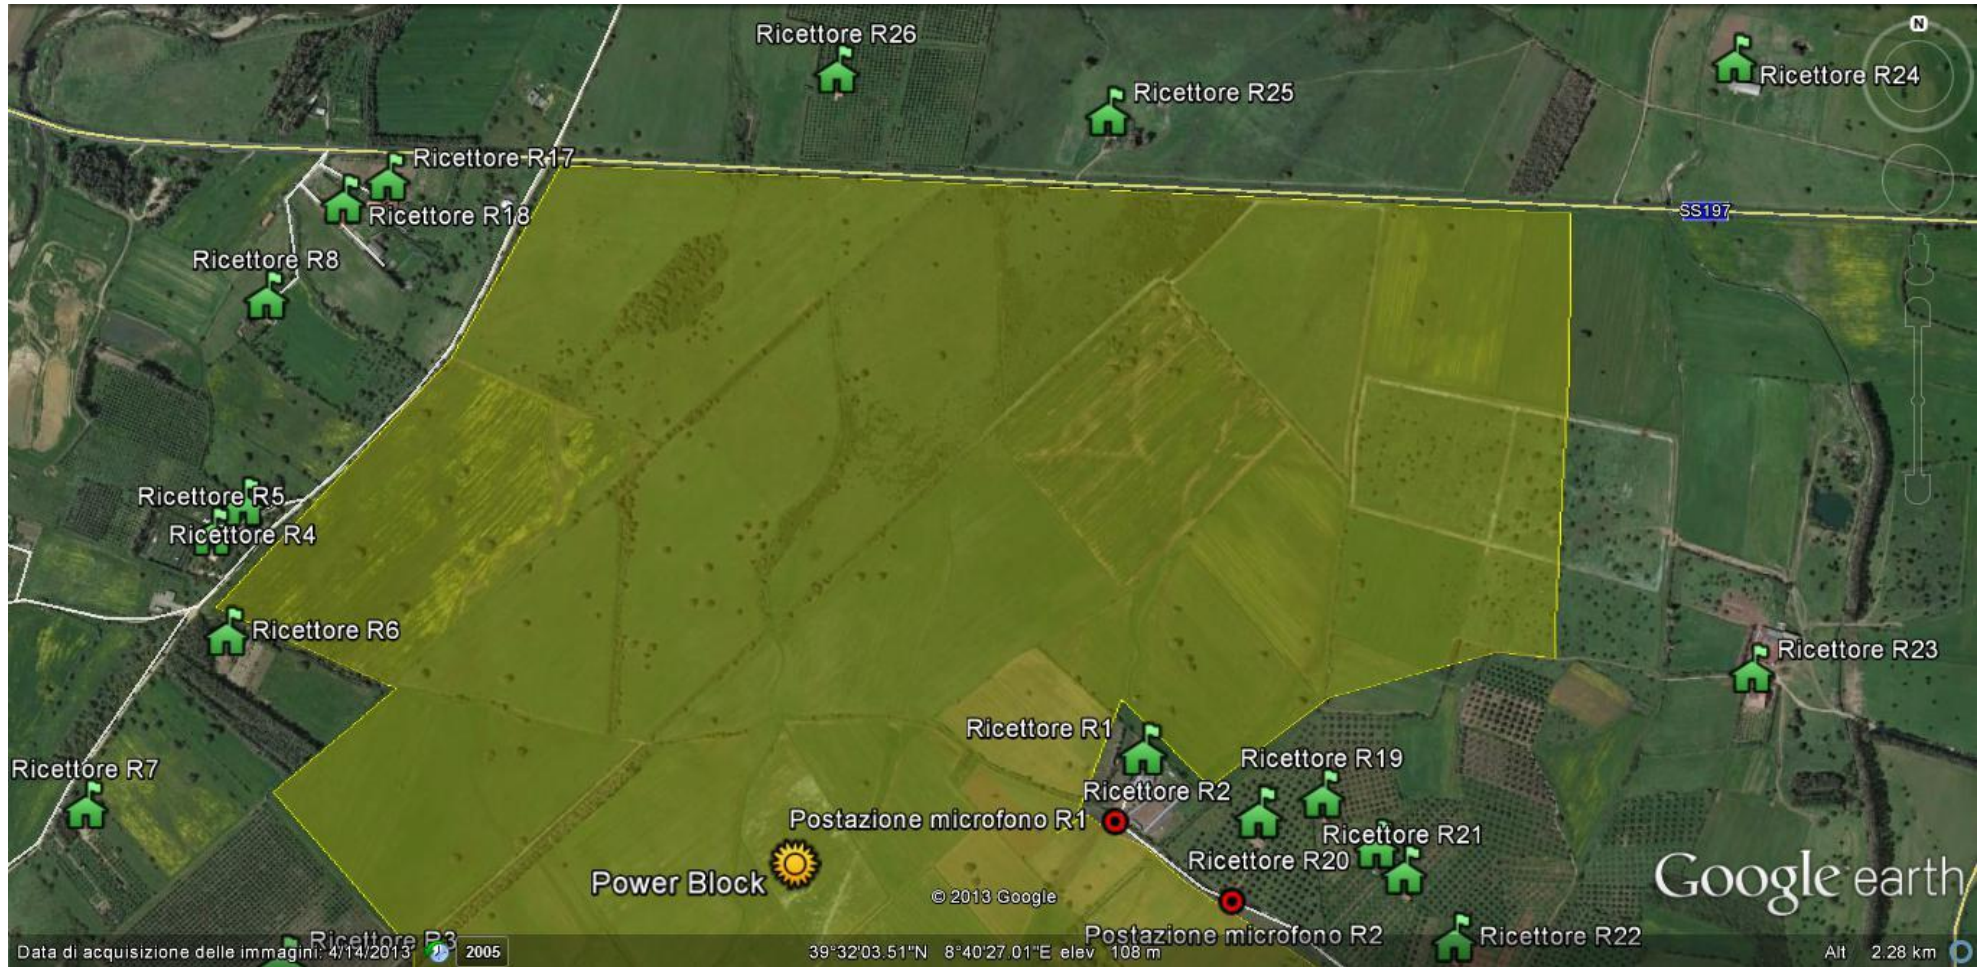 Ricettore R26
Ricettore R25
Ricettore R24
N
Ricettore R17
Ricettore R18
SS197
Ricettore R8
Ricettore R5
Ricettore R4
Ricettore R6
Ricettore R23
Ricettore R1
Ricettore R19
Ricettore R7
Ricettore R2
Postazione microfono R1
Ricettore R21
Ricettore R20
Power Block
Google earth
© 2013 Google
Postazione microfono R2
Ricettore R22
Ricettore R3
Data di acquisizione delle immagini: 4/14/2013
2005
39°32'03.51"N 8°40'27.01"E elev 108 m
Alt 2.28 km